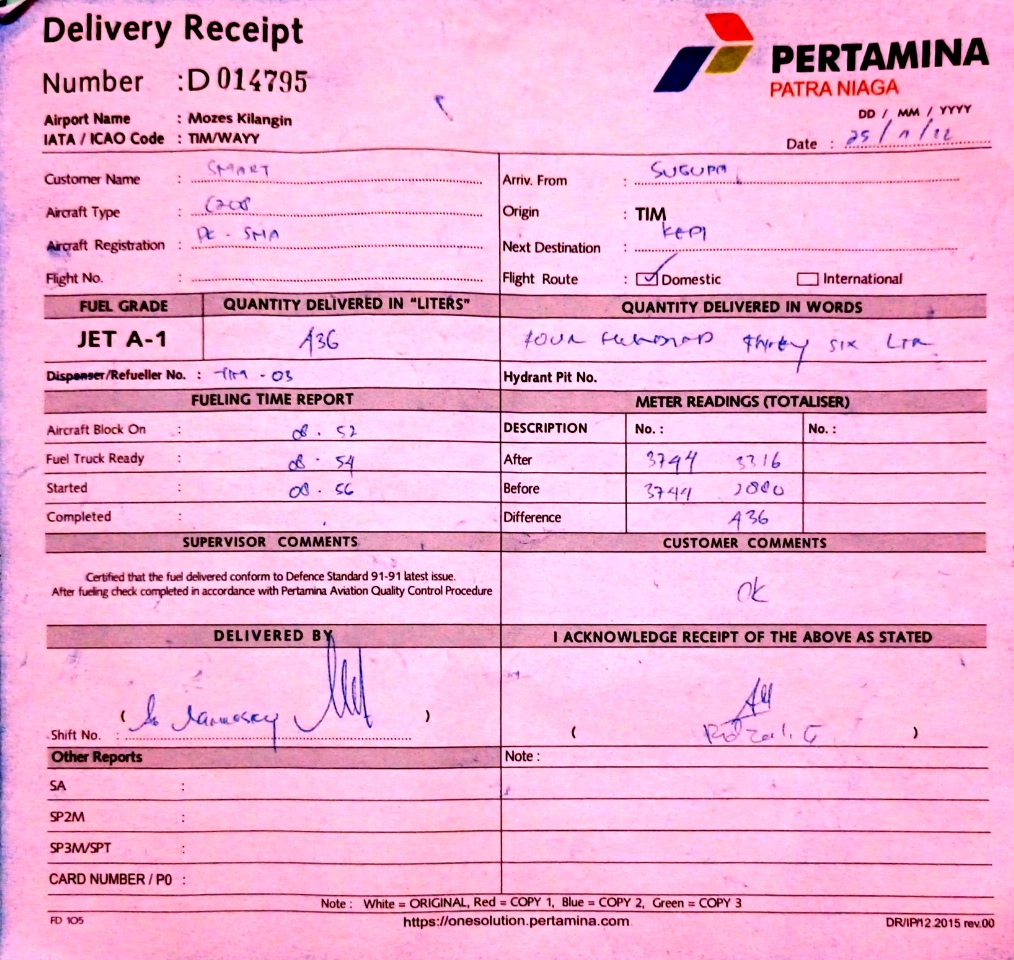 Delivery Receipt
Number : D 014795
PERTAMINA
PATRA NIAGA
Airport Name : Mozes Kilangin
IATA / ICAO Code : TIM/WAYY
DD / MM / YYYY
Date : 25/11/22
Customer Name : SMART
Arriv. From :
Aircraft Type : C208
Origin : TIM
Aircraft Registration : PK - SMA
Next Destination : KEPI
Flight No. :
Flight Route : Domestic International
FUEL GRADE QUANTITY DELIVERED IN "LITERS" QUANTITY DELIVERED IN WORDS
JET A-1 436 FOUR HUNDRED thirty SIX LTR
Dispenser/Refueller No. : TIM - 03 Hydrant Pit No.
FUELING TIME REPORT METER READINGS (TOTALISER)
Aircraft Block On : 08 . 52 DESCRIPTION No. : No. :
Fuel Truck Ready : 08 . 54 After 3744 3316
Started : 08 . 56 Before 3744 2880
Completed : Difference 436
SUPERVISOR COMMENTS CUSTOMER COMMENTS
Certified that the fuel delivered conform to Defence Standard 91-91 latest issue.
After fueling check completed in accordance with Pertamina Aviation Quality Control Procedure
OK
DELIVERED BY I ACKNOWLEDGE RECEIPT OF THE ABOVE AS STATED
( )
Shift No. :
( )
Other Reports Note :
SA :
SP2M :
SP3M/SPT :
CARD NUMBER / P0 :
Note : White = ORIGINAL, Red = COPY 1, Blue = COPY 2, Green = COPY 3
FD 105 https://onesolution.pertamina.com DR/IP/12.2015 rev.00